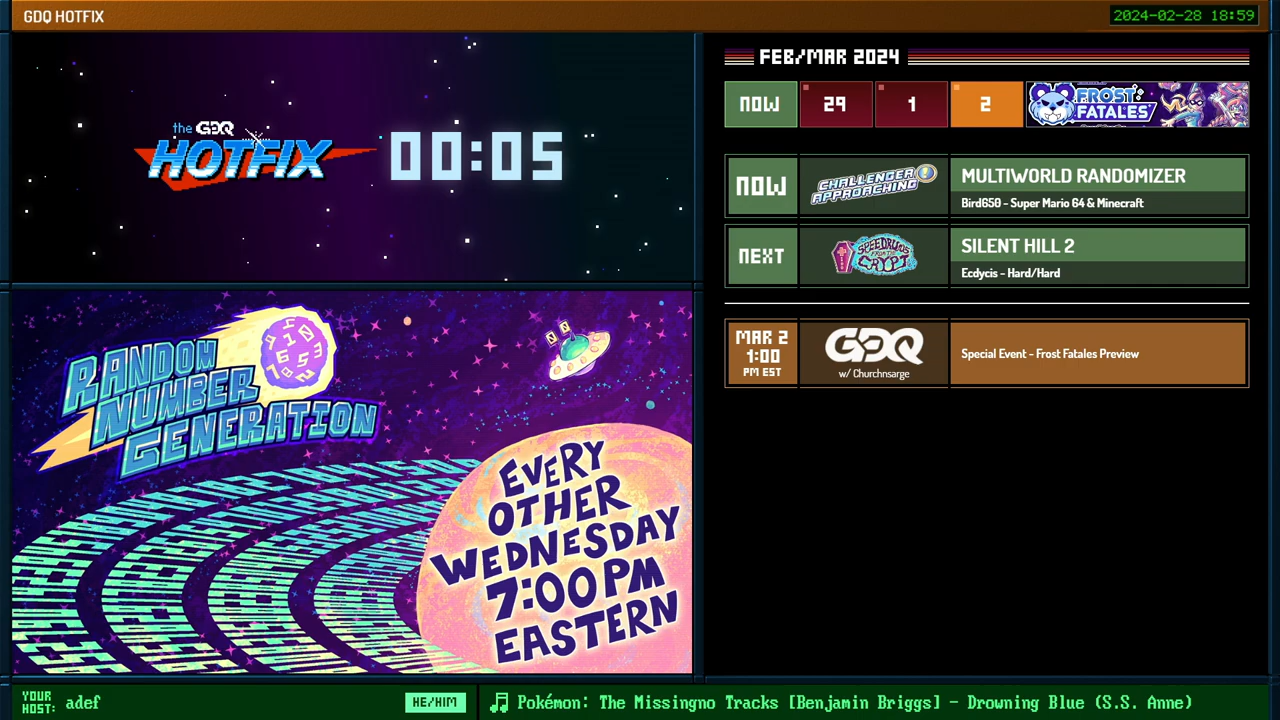 GDQ HOTFIX
2024-02-28 18:59
the GDQ
HOTFIX
00:05
FEB/MAR 2024
NOW
29
1
2
FROST
FATALES
NOW
CHALLENGER
APPROACHING
MULTIWORLD RANDOMIZER
Bird650 - Super Mario 64 & Minecraft
NEXT
SPEEDRUNS
FROM THE
CRYPT
SILENT HILL 2
Ecdycis - Hard/Hard
MAR 2
1:00
PM EST
GDQ
w/ Churchnsarge
Special Event - Frost Fatales Preview
RANDOM
NUMBER
GENERATION
EVERY
OTHER
WEDNESDAY
7:00 PM
EASTERN
YOUR
HOST:
adef
HE/HIM
Pokémon: The Missingno Tracks [Benjamin Briggs] - Drowning Blue (S.S. Anne)